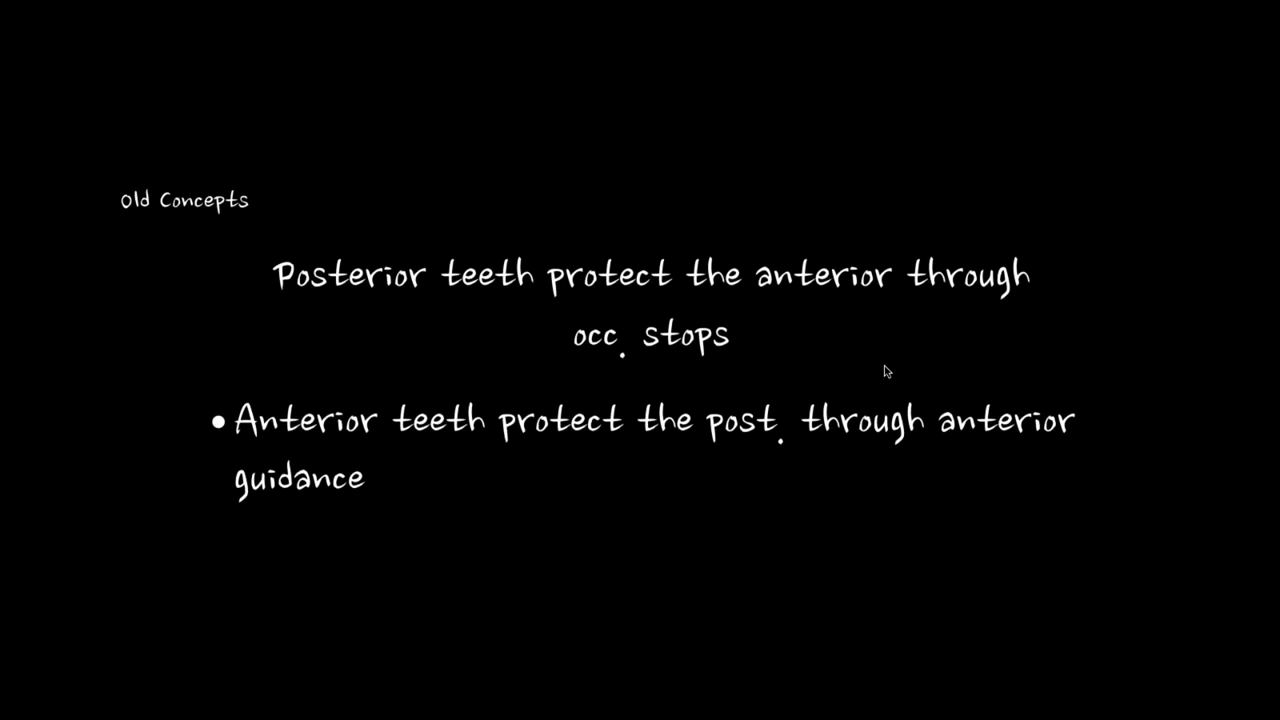 Old Concepts
Posterior teeth protect the anterior through
occ. stops
• Anterior teeth protect the post. through anterior
guidance